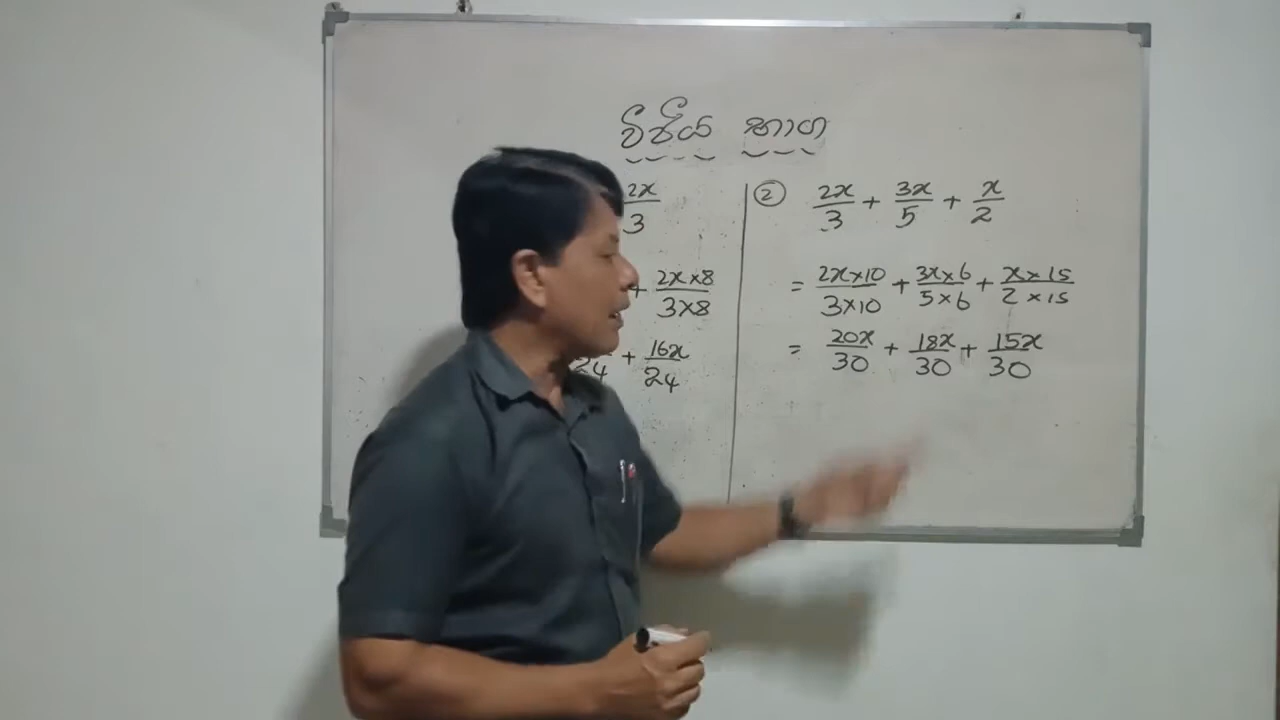 වීජීය භාග
2x/3
+ 2x×8/3×8
/24 + 16x/24
② 2x/3 + 3x/5 + x/2
= 2x×10/3×10 + 3x×6/5×6 + x×15/2×15
= 20x/30 + 18x/30 + 15x/30